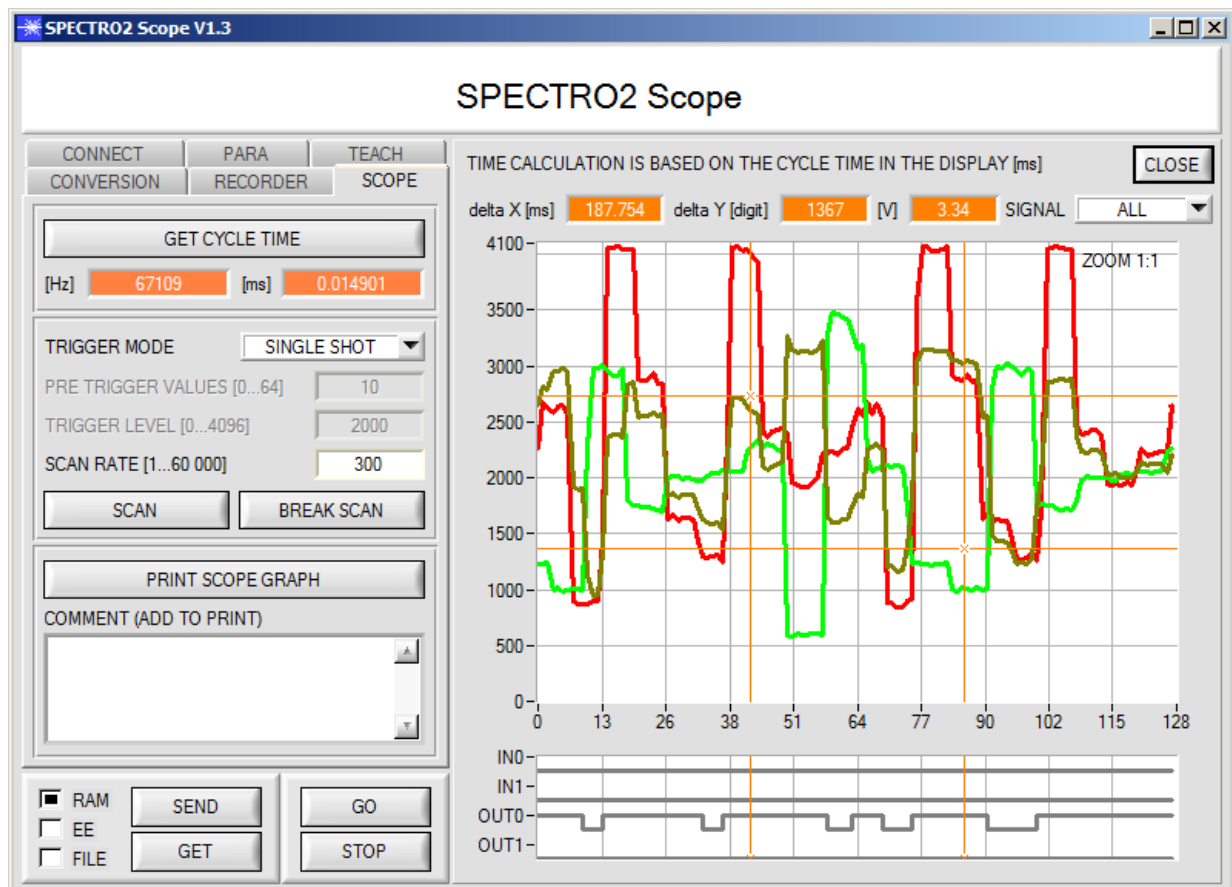 SPECTRO2 Scope V1.3
SPECTRO2 Scope
CONNECT PARA TEACH
CONVERSION RECORDER SCOPE
GET CYCLE TIME
[Hz] 67109 [ms] 0.014901
TRIGGER MODE SINGLE SHOT
PRE TRIGGER VALUES [0...64] 10
TRIGGER LEVEL [0...4096] 2000
SCAN RATE [1...60 000] 300
SCAN BREAK SCAN
PRINT SCOPE GRAPH
COMMENT (ADD TO PRINT)
RAM
EE
FILE
SEND
GET
GO
STOP
TIME CALCULATION IS BASED ON THE CYCLE TIME IN THE DISPLAY [ms]
CLOSE
delta X [ms] 187.754 delta Y [digit] 1367 [V] 3.34 SIGNAL ALL
ZOOM 1:1
4100
3500
3000
2500
2000
1500
1000
500
0
0 13 26 38 51 64 77 90 102 115 128
IN0
IN1
OUT0
OUT1